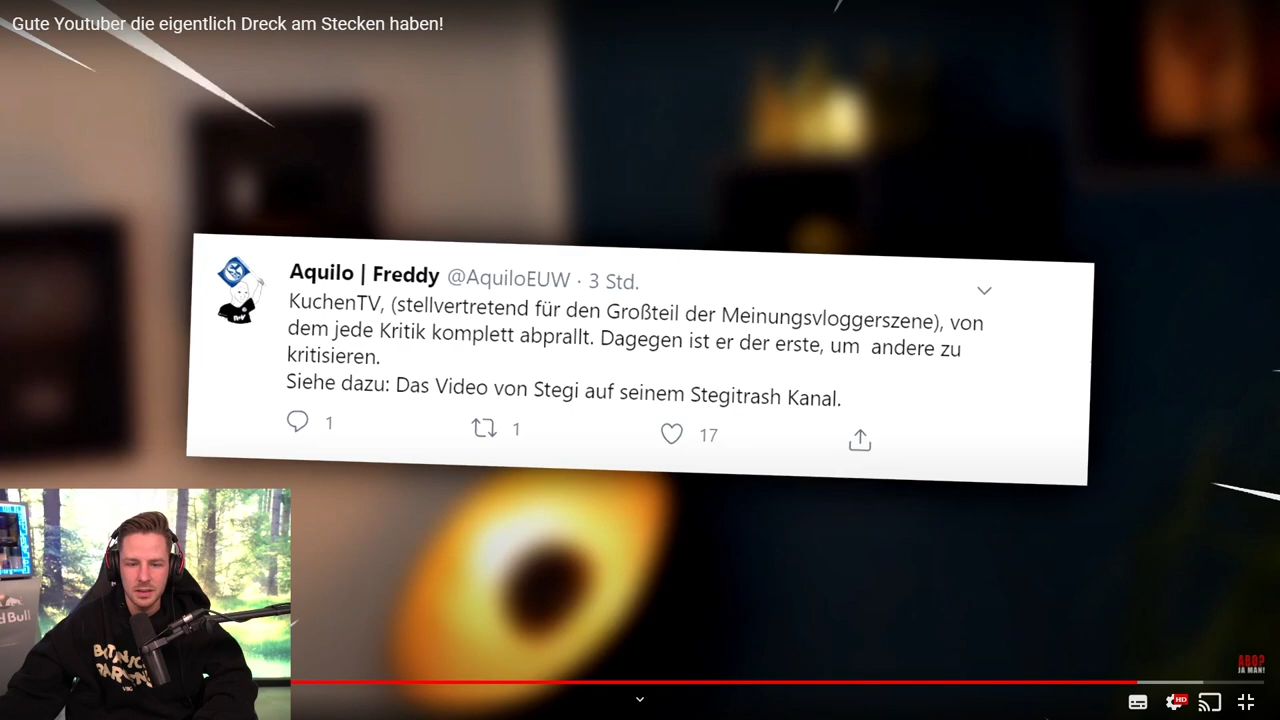 Gute Youtuber die eigentlich Dreck am Stecken haben!
Aquilo | Freddy @AquiloEUW · 3 Std.
KuchenTV, (stellvertretend für den Großteil der Meinungsvloggerszene), von
dem jede Kritik komplett abprallt. Dagegen ist er der erste, um andere zu
kritisieren.
Siehe dazu: Das Video von Stegi auf seinem Stegitrash Kanal.
1 1 17
Bull
ABO?
JA MAN!
HD